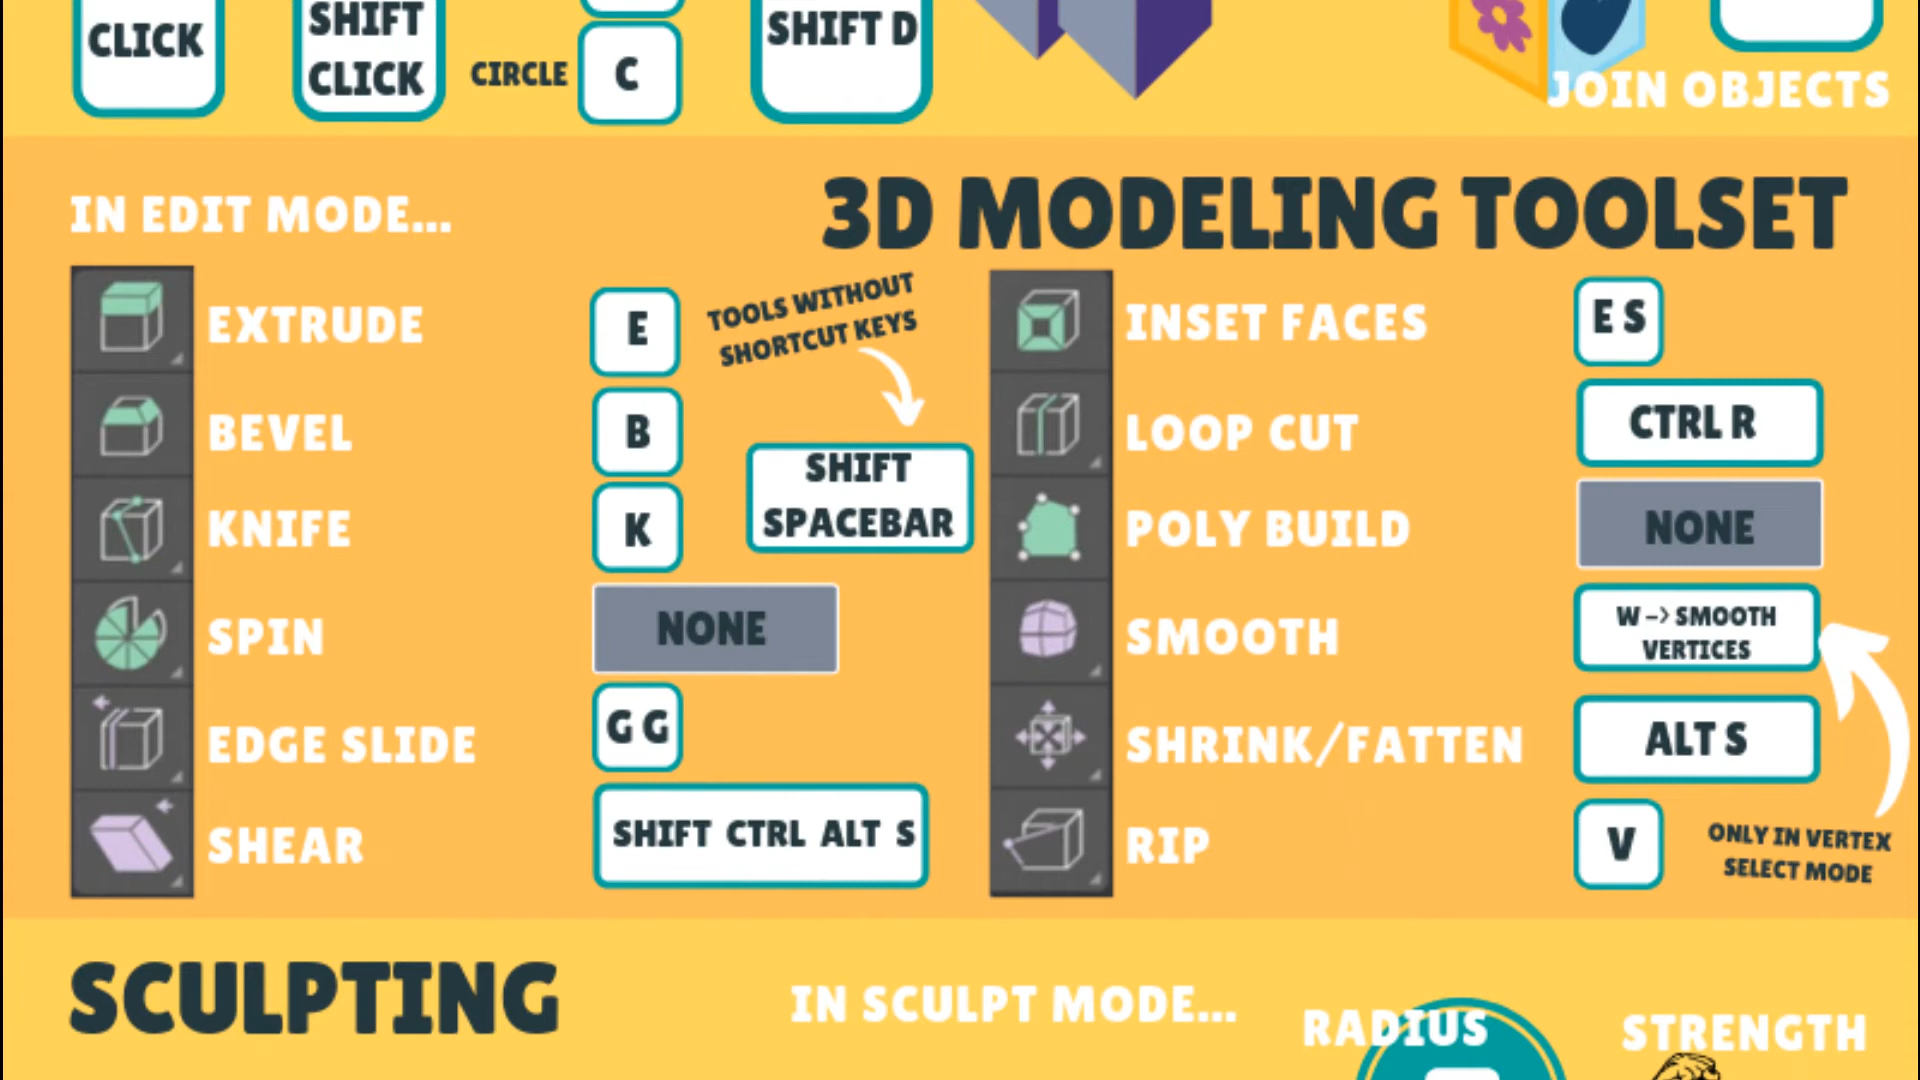 CLICK
SHIFT
CLICK
CIRCLE
C
SHIFT D
JOIN OBJECTS
IN EDIT MODE...
3D MODELING TOOLSET
EXTRUDE
E
TOOLS WITHOUT
SHORTCUT KEYS
INSET FACES
E S
BEVEL
B
SHIFT
SPACEBAR
LOOP CUT
CTRL R
KNIFE
K
POLY BUILD
NONE
SPIN
NONE
SMOOTH
W -> SMOOTH
VERTICES
EDGE SLIDE
G G
SHRINK/FATTEN
ALT S
SHEAR
SHIFT CTRL ALT S
RIP
V
ONLY IN VERTEX
SELECT MODE
SCULPTING
IN SCULPT MODE...
RADIUS
STRENGTH